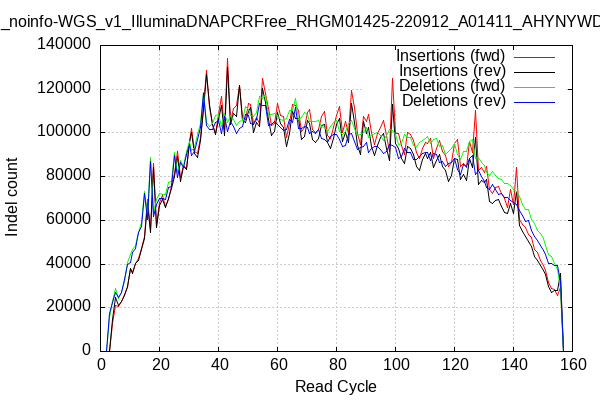 _noinfo-WGS_v1_IlluminaDNAPCRFree_RHGM01425-220912_A01411_AHYNYWD
140000
120000
100000
80000
60000
40000
20000
0
Indel count
Insertions (fwd)
Insertions (rev)
Deletions (fwd)
Deletions (rev)
0 20 40 60 80 100 120 140 160
Read Cycle